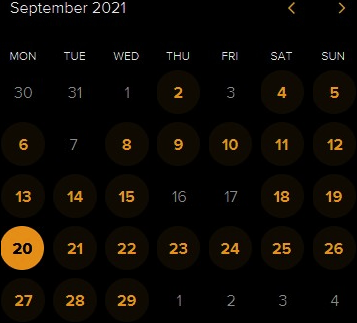 September 2021 < >
MON TUE WED THU FRI SAT SUN
30 31 1 2 3 4 5
6 7 8 9 10 11 12
13 14 15 16 17 18 19
20 21 22 23 24 25 26
27 28 29 1 2 3 4